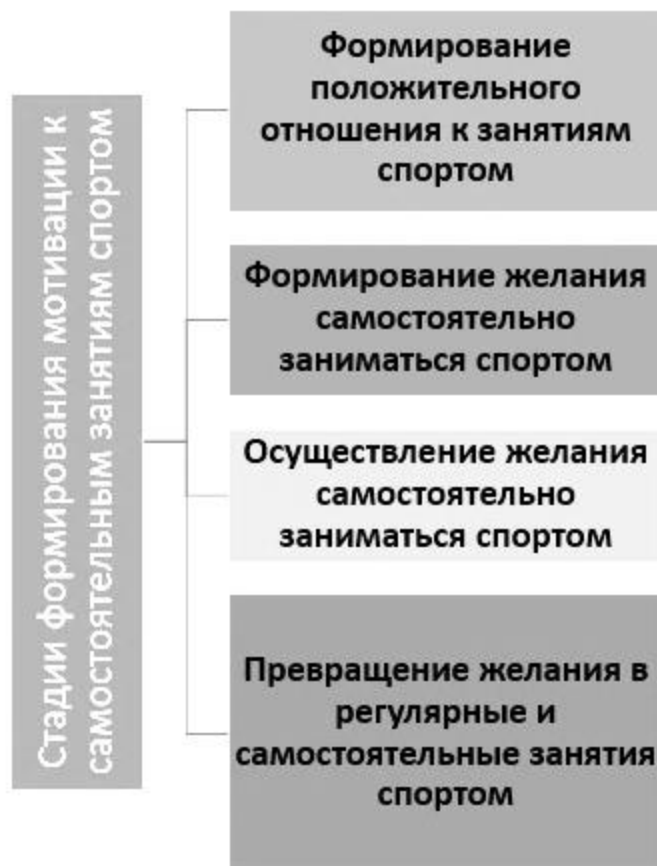 Стадии формирования мотивации к
самостоятельным занятиям спортом
Формирование
положительного
отношения к занятиям
спортом
Формирование желания
самостоятельно
заниматься спортом
Осуществление желания
самостоятельно
заниматься спортом
Превращение желания в
регулярные и
самостоятельные занятия
спортом